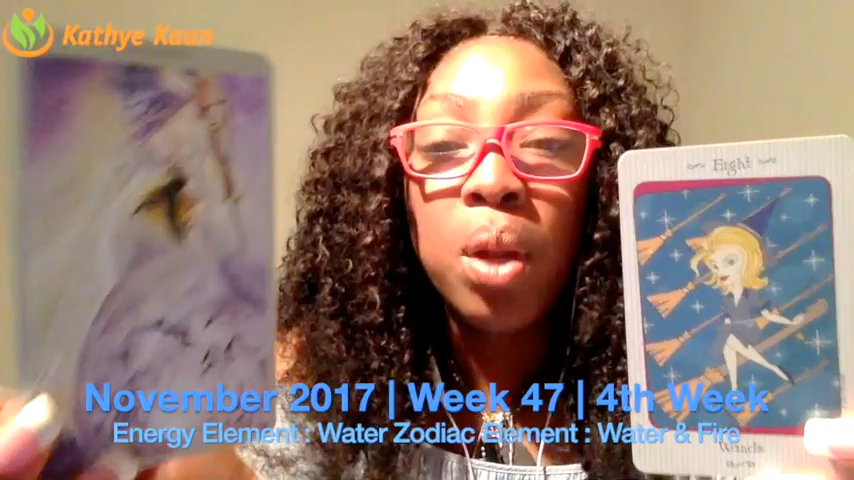 Kathye Kaan
Eight
November 2017 | Week 47 | 4th Week
Energy Element : Water Zodiac Element : Water & Fire
Wands